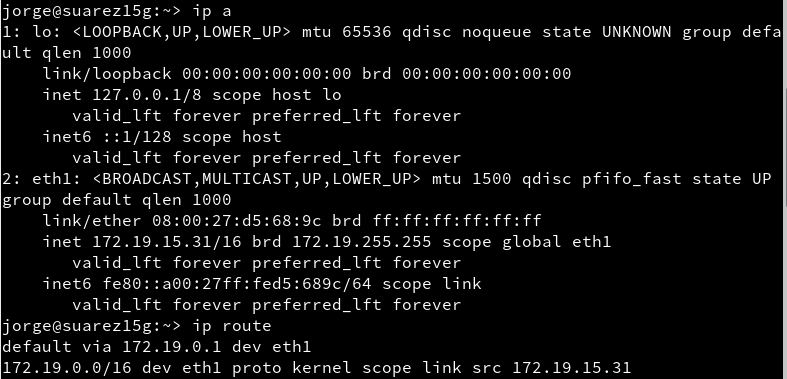 jorge@suarez15g:~> ip a
1: lo: <LOOPBACK,UP,LOWER_UP> mtu 65536 qdisc noqueue state UNKNOWN group defa
ult qlen 1000
    link/loopback 00:00:00:00:00:00 brd 00:00:00:00:00:00
    inet 127.0.0.1/8 scope host lo
       valid_lft forever preferred_lft forever
    inet6 ::1/128 scope host
       valid_lft forever preferred_lft forever
2: eth1: <BROADCAST,MULTICAST,UP,LOWER_UP> mtu 1500 qdisc pfifo_fast state UP
group default qlen 1000
    link/ether 08:00:27:d5:68:9c brd ff:ff:ff:ff:ff:ff
    inet 172.19.15.31/16 brd 172.19.255.255 scope global eth1
       valid_lft forever preferred_lft forever
    inet6 fe80::a00:27ff:fed5:689c/64 scope link
       valid_lft forever preferred_lft forever
jorge@suarez15g:~> ip route
default via 172.19.0.1 dev eth1
172.19.0.0/16 dev eth1 proto kernel scope link src 172.19.15.31